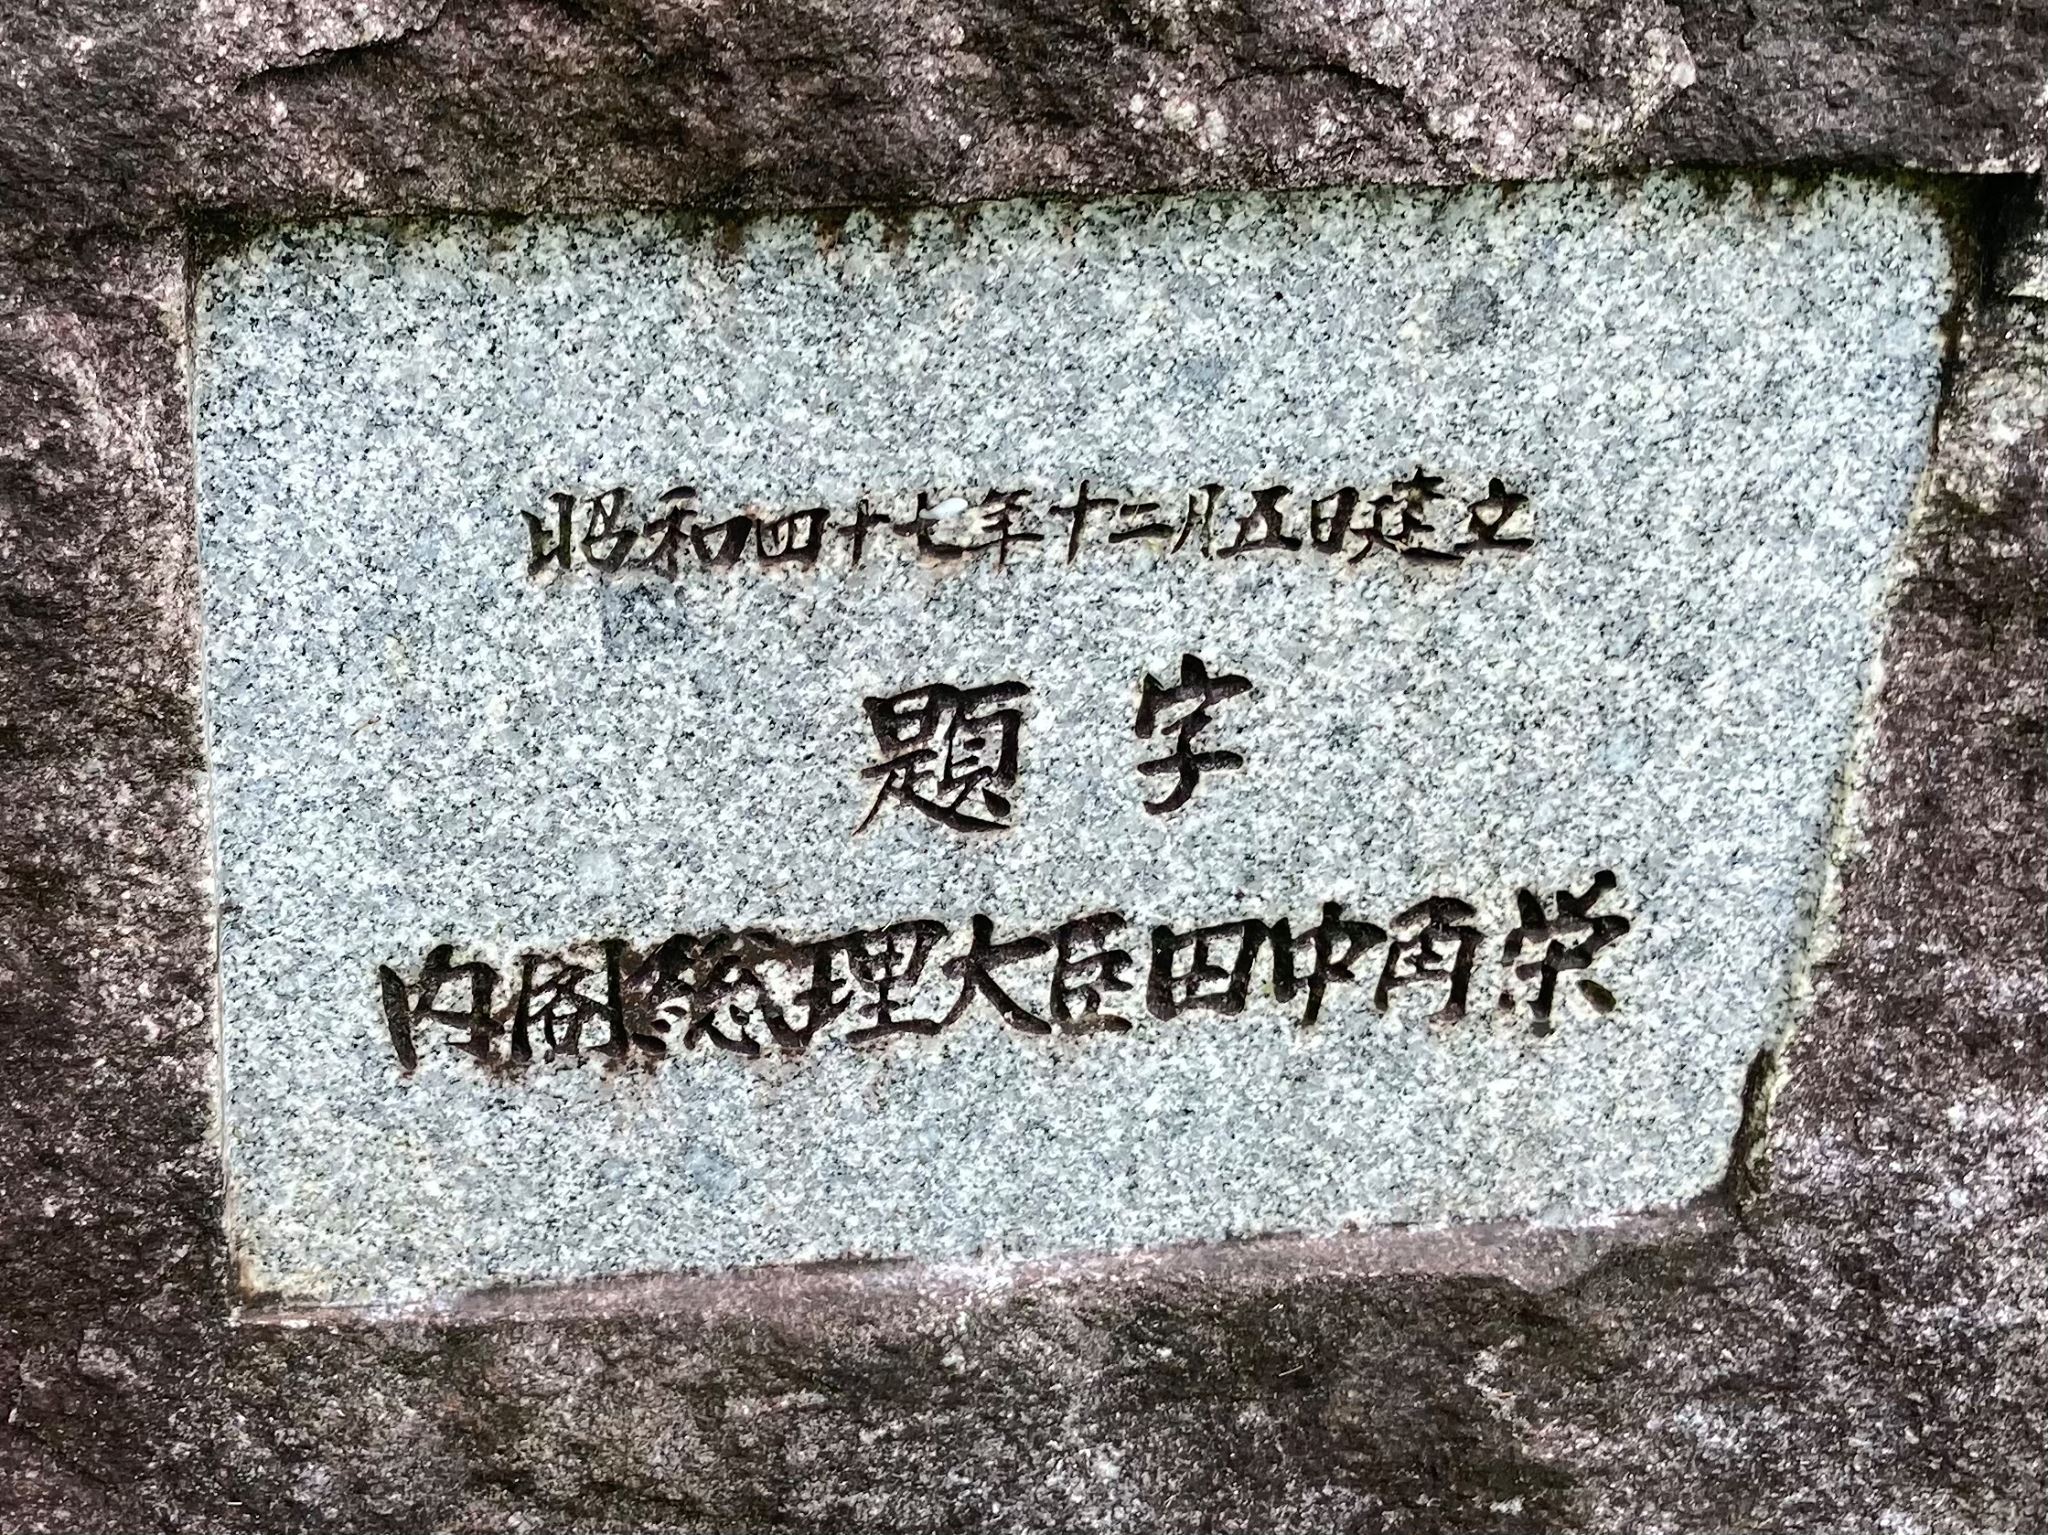 昭和四十七年十二月五日建立
題字
内閣総理大臣田中角栄